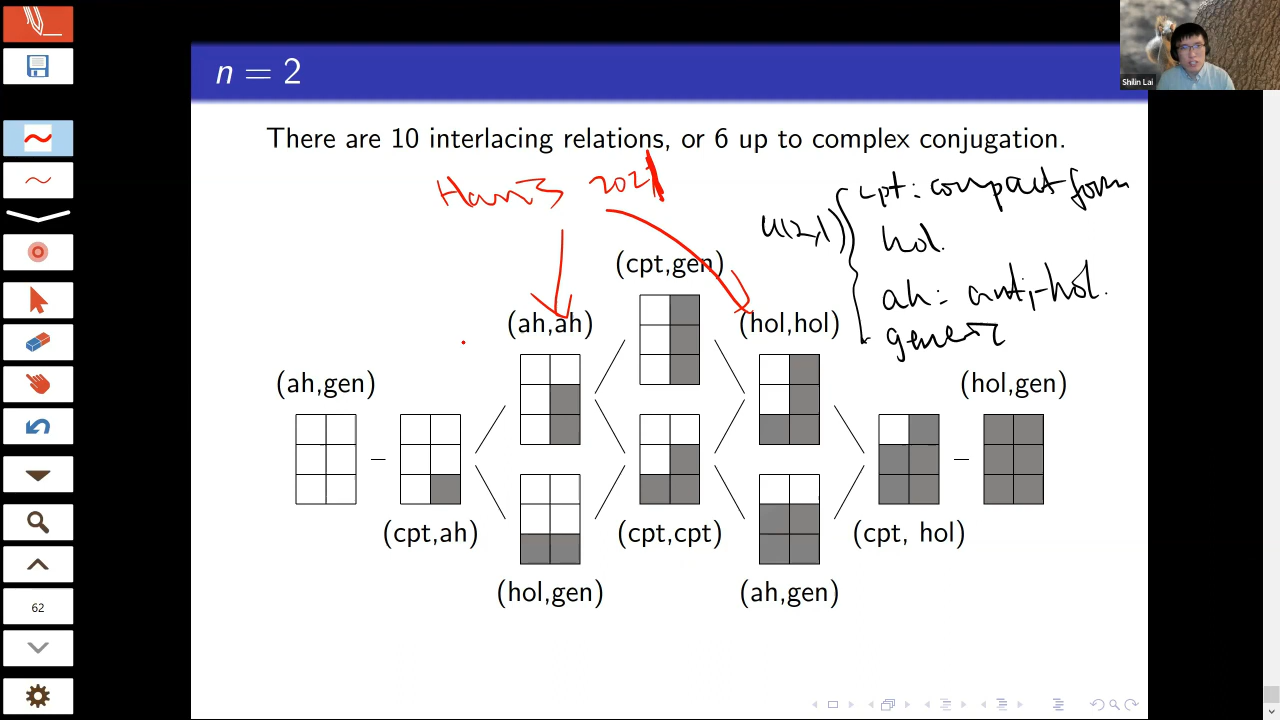 Shilin Lai
n = 2
There are 10 interlacing relations, or 6 up to complex conjugation.
Harris 2021
cpt: compact form
U(2,1)
hol.
ah: anti-hol.
generic
(cpt,gen)
(ah,ah)
(hol,hol)
(ah,gen)
(hol,gen)
(cpt,ah)
(cpt,cpt)
(cpt, hol)
(hol,gen)
(ah,gen)
62